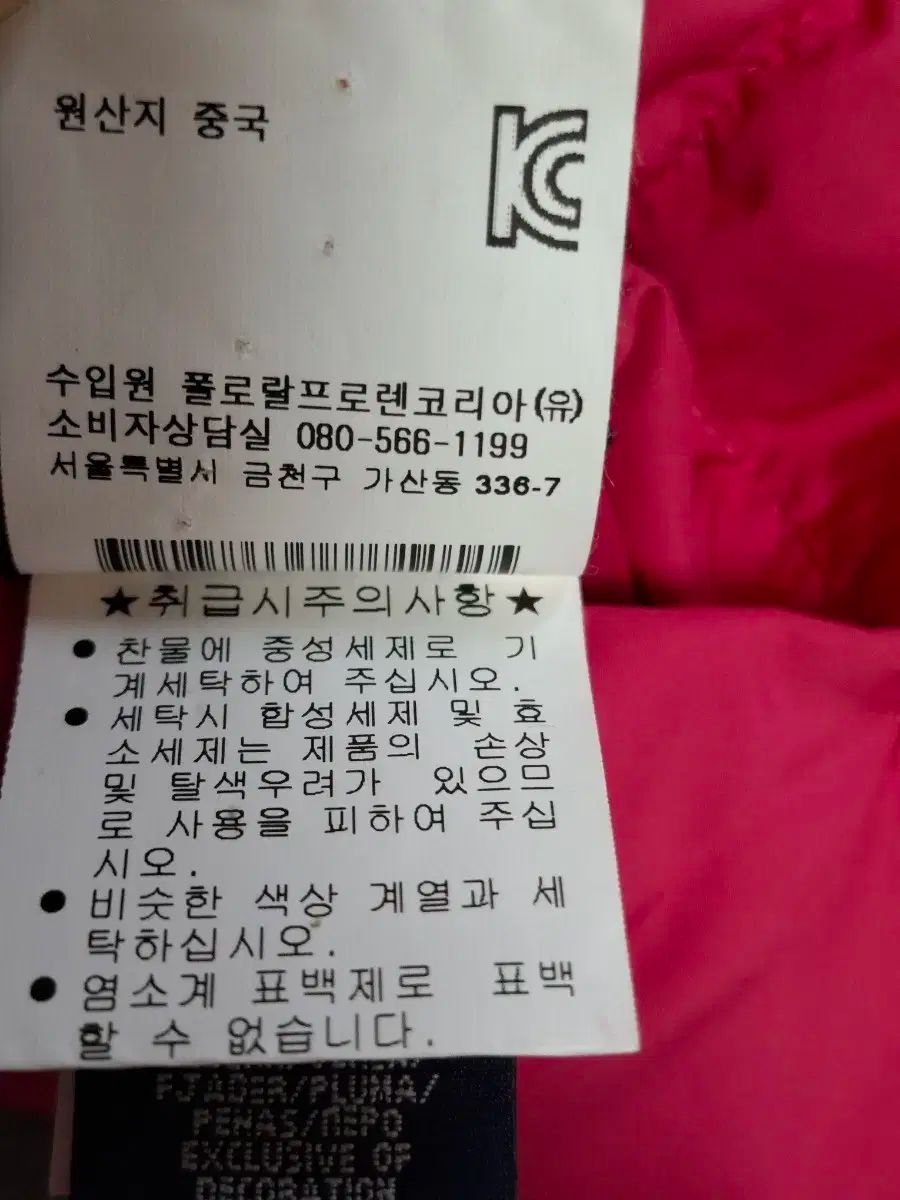 원산지 중국
KC
수입원 폴로랄프로렌코리아(유)
소비자상담실 080-566-1199
서울특별시 금천구 가산동 336-7
★취급시주의사항★
● 찬물에 중성세제로 기
계세탁하여 주십시오.
● 세탁시 합성세제 및 효
소세제는 제품의 손상
및 탈색우려가 있으므
로 사용을 피하여 주십
시오.
● 비슷한 색상 계열과 세
탁하십시오.
● 염소계 표백제로 표백
할 수 없습니다.
FJADER/PLUMA/
PENAS/ПЕРО
EXCLUSIVE OF
DECORATION